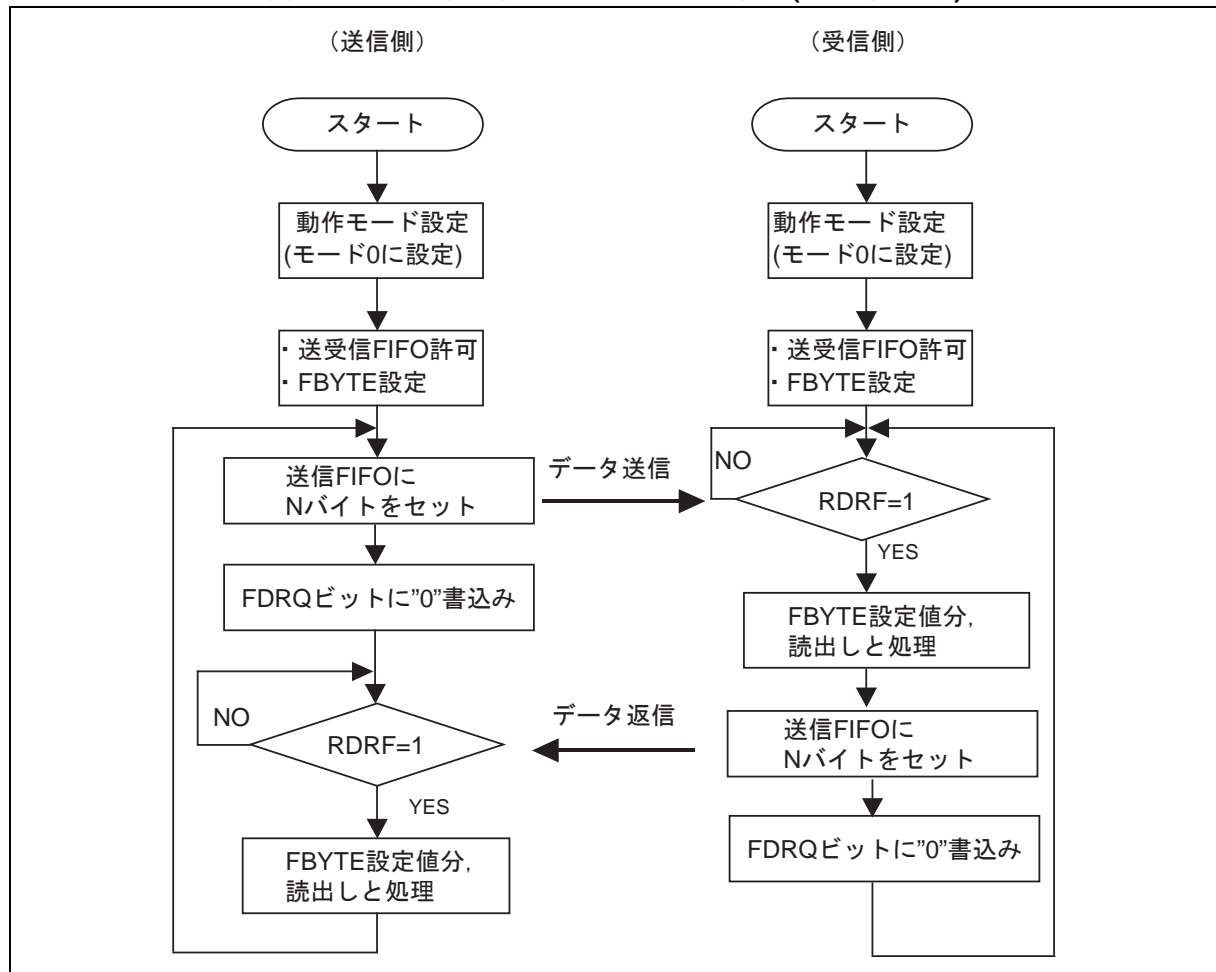 （送信側）
スタート
動作モード設定
(モード0に設定)
・送受信FIFO許可
・FBYTE設定
送信FIFOに
Nバイトをセット
FDRQビットに”0”書込み
NO
RDRF=1
YES
FBYTE設定値分,
読出しと処理
データ送信
データ返信
（受信側）
スタート
動作モード設定
(モード0に設定)
・送受信FIFO許可
・FBYTE設定
NO
RDRF=1
YES
FBYTE設定値分,
読出しと処理
送信FIFOに
Nバイトをセット
FDRQビットに”0”書込み